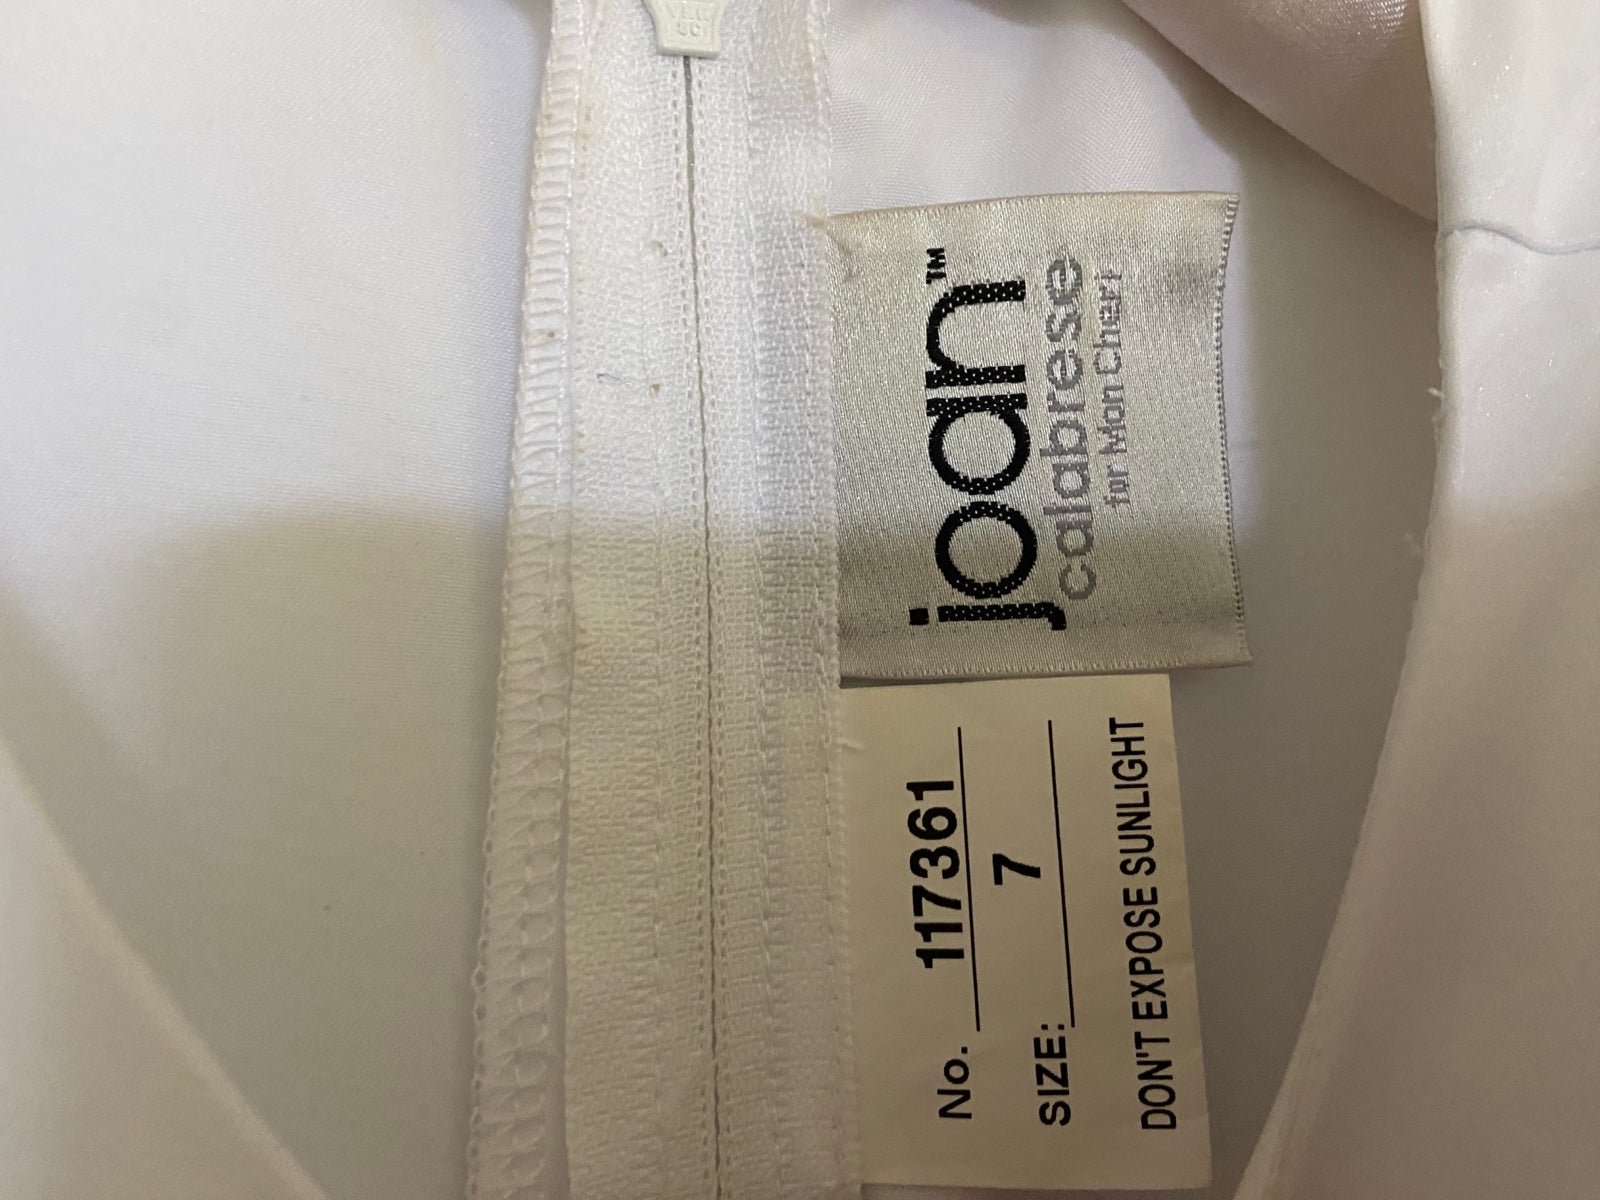 joan™
calabrese
for Mon Cheri
No. 117361
SIZE: 7
DON'T EXPOSE SUNLIGHT